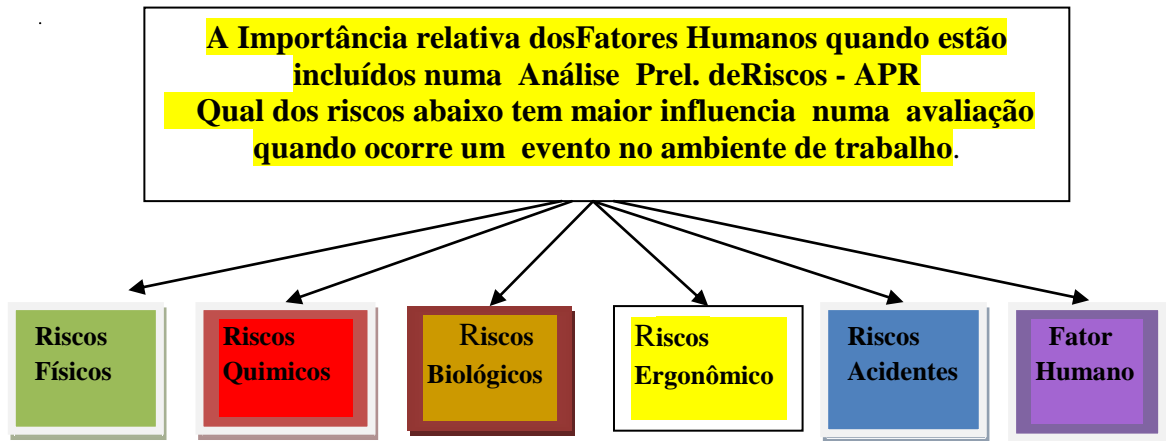 A Importância relativa dosFatores Humanos quando estão
incluídos numa Análise Prel. deRiscos - APR
Qual dos riscos abaixo tem maior influencia numa avaliação
quando ocorre um evento no ambiente de trabalho.
Riscos
Físicos
Riscos
Quimicos
Riscos
Biológicos
Riscos
Ergonômico
Riscos
Acidentes
Fator
Humano